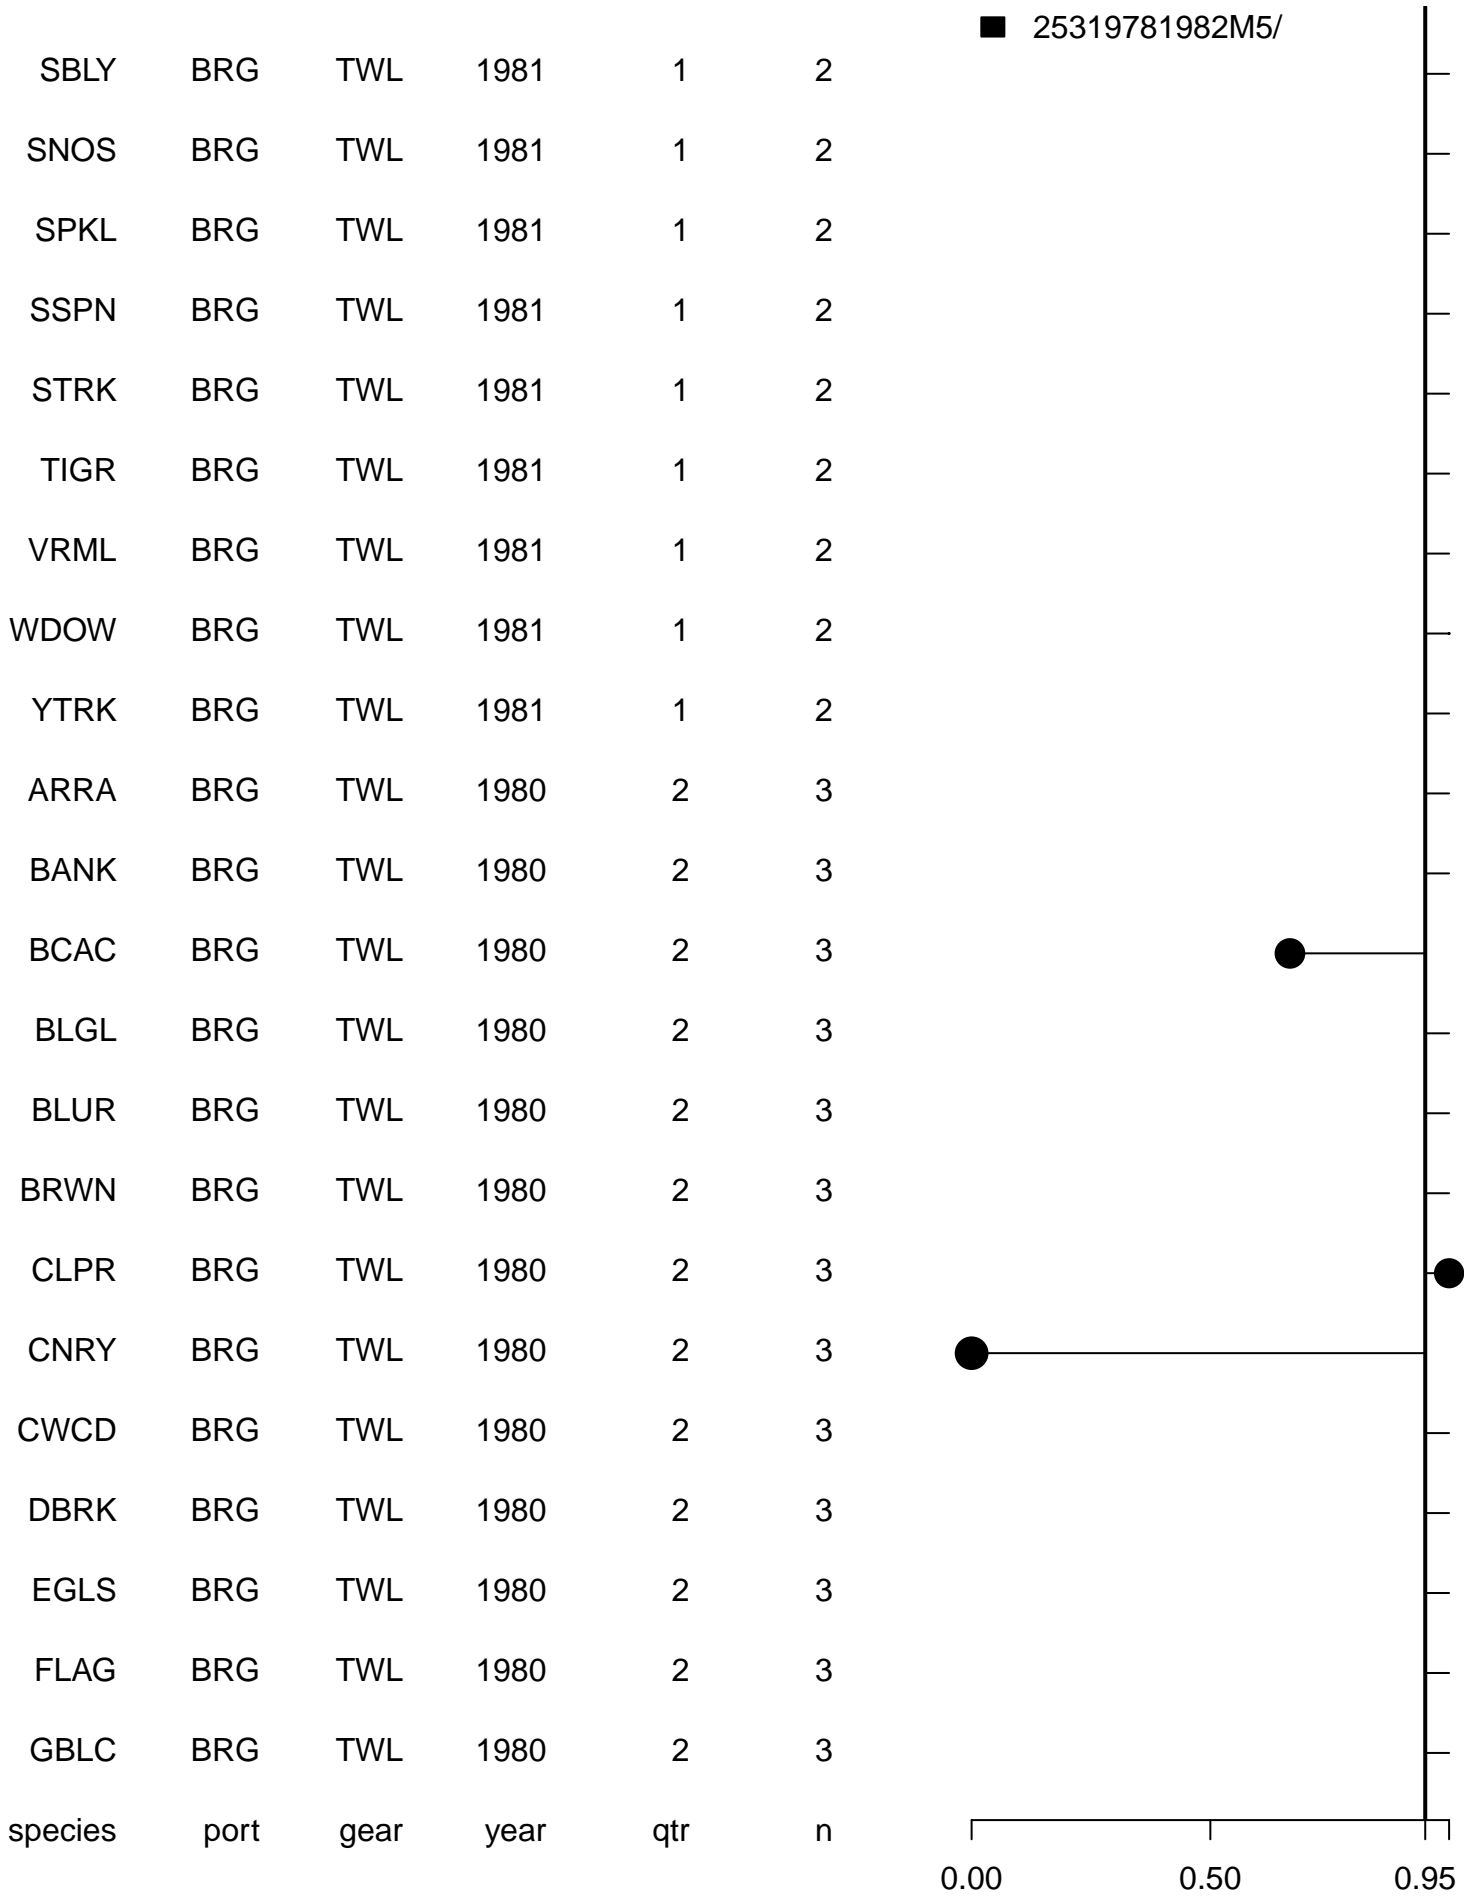 25319781982M5/
SBLY BRG TWL 1981 1 2
SNOS BRG TWL 1981 1 2
SPKL BRG TWL 1981 1 2
SSPN BRG TWL 1981 1 2
STRK BRG TWL 1981 1 2
TIGR BRG TWL 1981 1 2
VRML BRG TWL 1981 1 2
WDOW BRG TWL 1981 1 2
YTRK BRG TWL 1981 1 2
ARRA BRG TWL 1980 2 3
BANK BRG TWL 1980 2 3
BCAC BRG TWL 1980 2 3
BLGL BRG TWL 1980 2 3
BLUR BRG TWL 1980 2 3
BRWN BRG TWL 1980 2 3
CLPR BRG TWL 1980 2 3
CNRY BRG TWL 1980 2 3
CWCD BRG TWL 1980 2 3
DBRK BRG TWL 1980 2 3
EGLS BRG TWL 1980 2 3
FLAG BRG TWL 1980 2 3
GBLC BRG TWL 1980 2 3
species port gear year qtr n
0.00 0.50 0.95